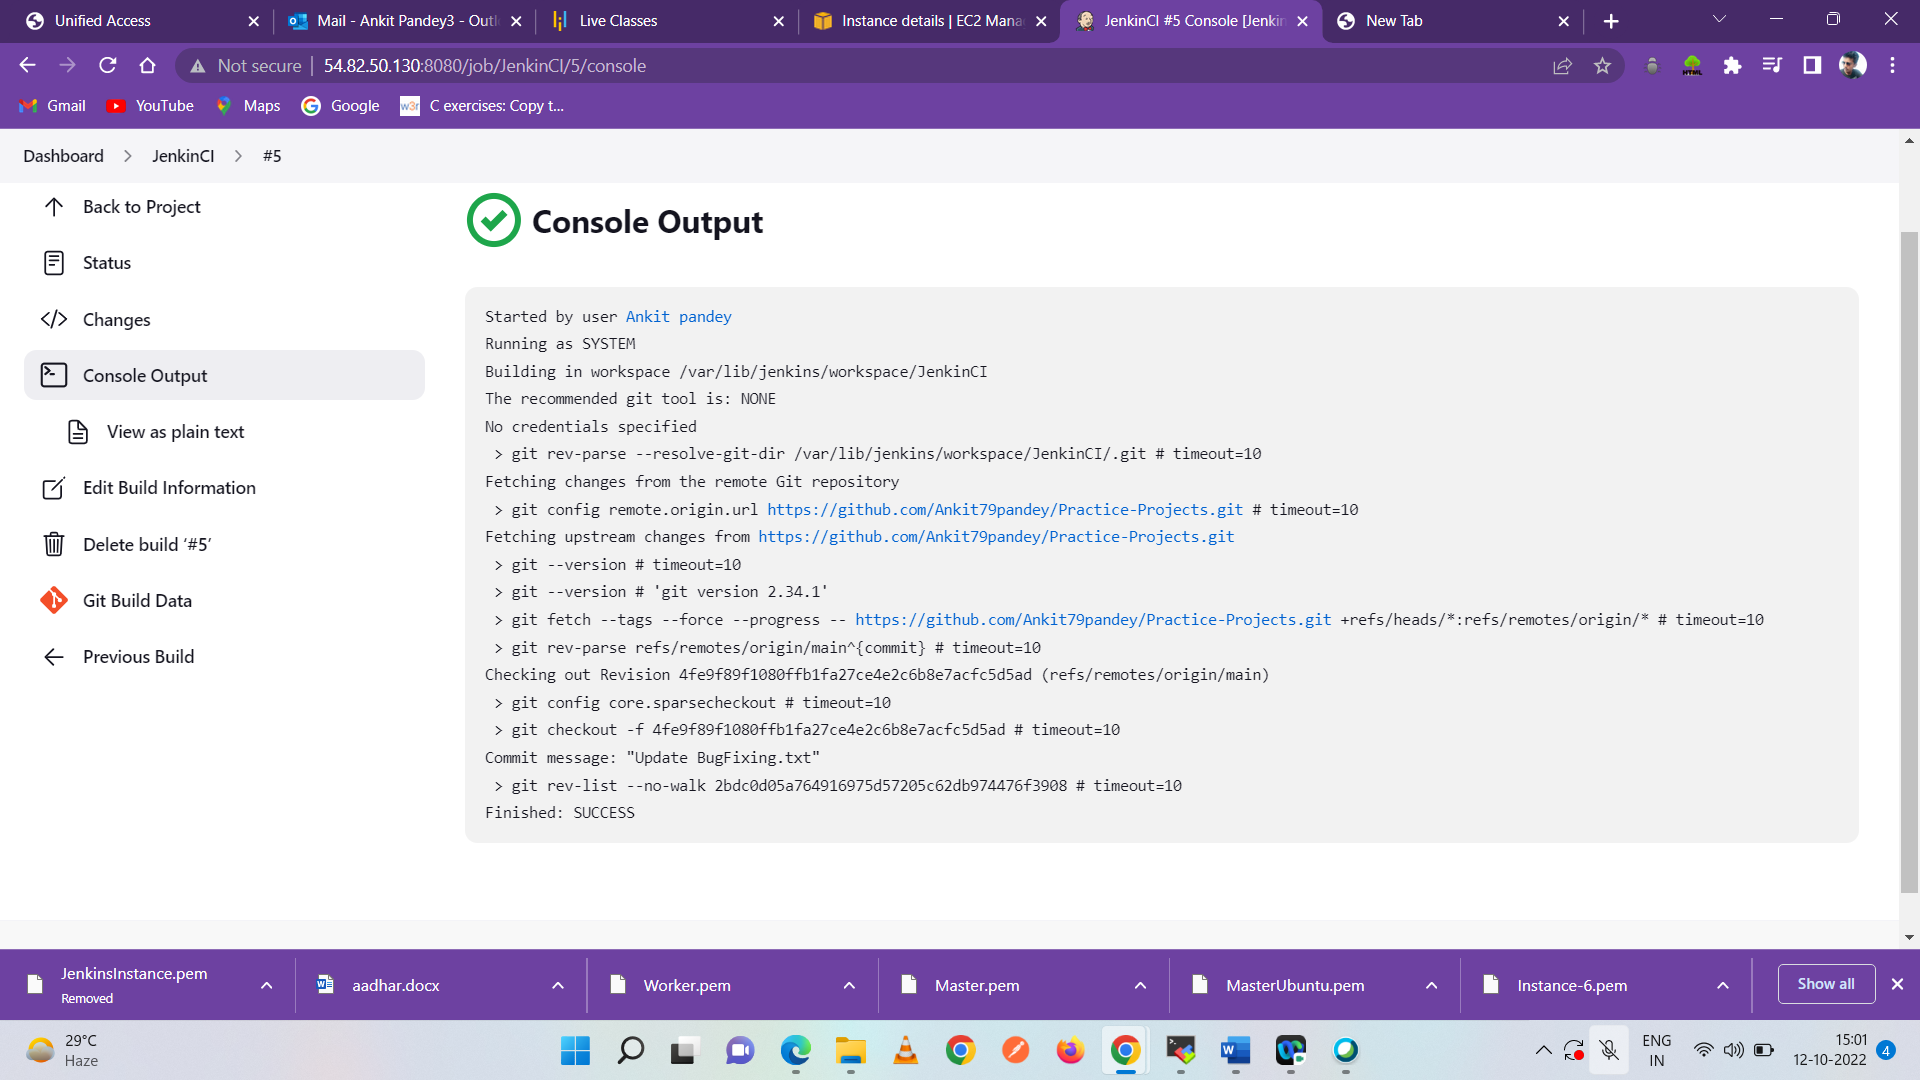 Unified Access
Mail - Ankit Pandey3 - Outl
Live Classes
Instance details | EC2 Mana
JenkinCI #5 Console [Jenkin
New Tab
Not secure
54.82.50.130:8080/job/JenkinCI/5/console
Gmail
YouTube
Maps
Google
w3r
C exercises: Copy t...
Dashboard
JenkinCI
#5
Back to Project
Status
Changes
Console Output
View as plain text
Edit Build Information
Delete build ‘#5’
Git Build Data
Previous Build
Console Output
Started by user Ankit pandey
Running as SYSTEM
Building in workspace /var/lib/jenkins/workspace/JenkinCI
The recommended git tool is: NONE
No credentials specified
> git rev-parse --resolve-git-dir /var/lib/jenkins/workspace/JenkinCI/.git # timeout=10
Fetching changes from the remote Git repository
> git config remote.origin.url https://github.com/Ankit79pandey/Practice-Projects.git # timeout=10
Fetching upstream changes from https://github.com/Ankit79pandey/Practice-Projects.git
> git --version # timeout=10
> git --version # 'git version 2.34.1'
> git fetch --tags --force --progress -- https://github.com/Ankit79pandey/Practice-Projects.git +refs/heads/*:refs/remotes/origin/* # timeout=10
> git rev-parse refs/remotes/origin/main^{commit} # timeout=10
Checking out Revision 4fe9f89f1080ffb1fa27ce4e2c6b8e7acfc5d5ad (refs/remotes/origin/main)
> git config core.sparsecheckout # timeout=10
> git checkout -f 4fe9f89f1080ffb1fa27ce4e2c6b8e7acfc5d5ad # timeout=10
Commit message: "Update BugFixing.txt"
> git rev-list --no-walk 2bdc0d05a764916975d57205c62db974476f3908 # timeout=10
Finished: SUCCESS
JenkinsInstance.pem
Removed
aadhar.docx
Worker.pem
Master.pem
MasterUbuntu.pem
Instance-6.pem
Show all
29°C
Haze
ENG
IN
15:01
12-10-2022
4